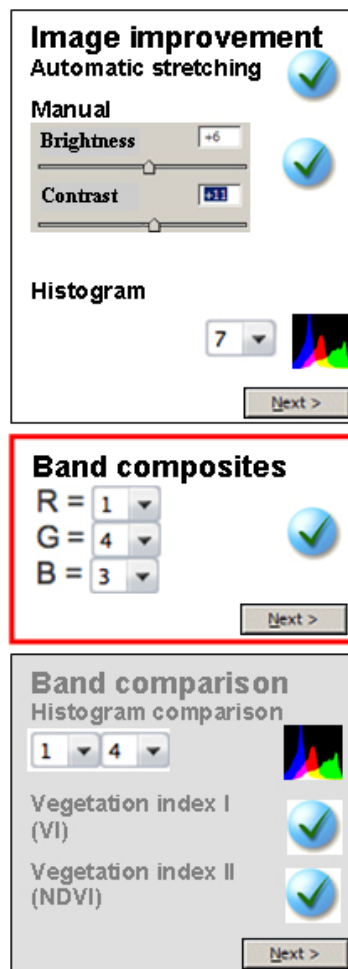 Image improvement
Automatic stretching
Manual
Brightness +6
Contrast +11
Histogram
7
Next >
Band composites
R = 1
G = 4
B = 3
Next >
Band comparison
Histogram comparison
1 4
Vegetation index I
(VI)
Vegetation index II
(NDVI)
Next >